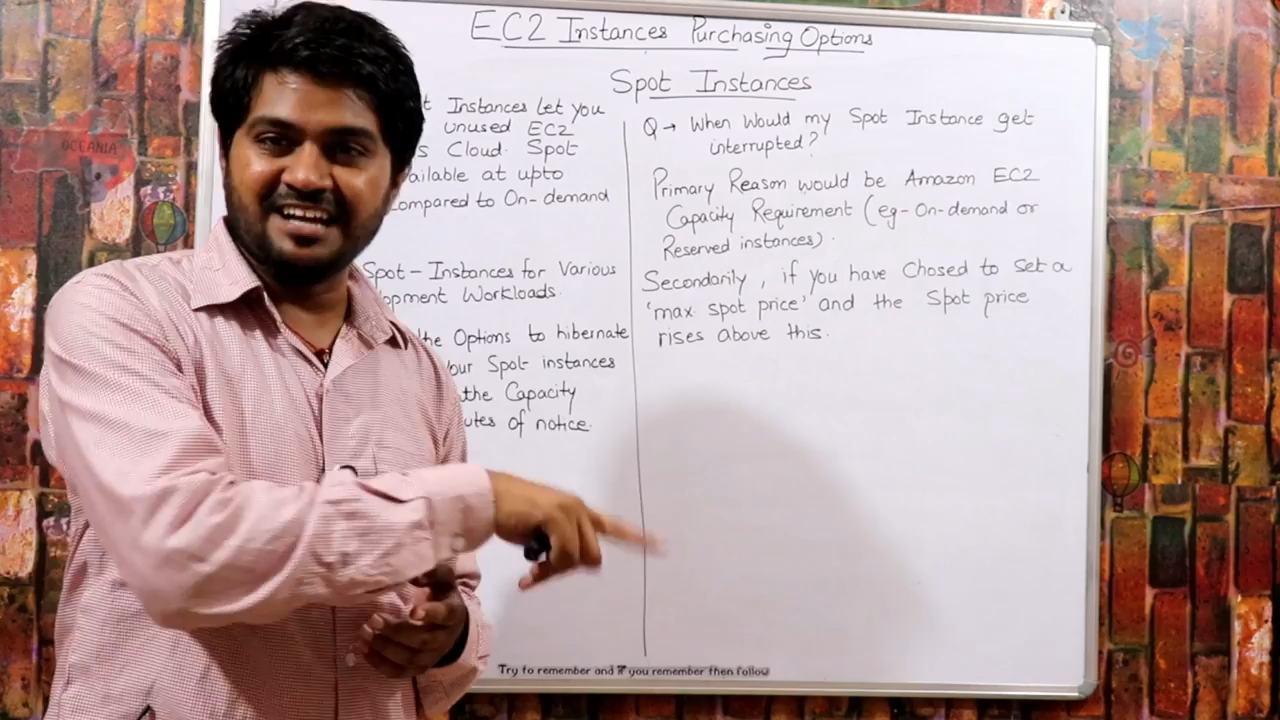 EC2 Instances Purchasing Options
Spot Instances
t Instances let you
unused EC2
s Cloud. Spot
ailable at upto
ompared to On-demand
Spot-Instances for Various
opment Workloads.
the Options to hibernate
our Spot instances
the Capacity
utes of notice.
Q→ When would my Spot Instance get
interrupted?
Primary Reason would be Amazon EC2
Capacity Requirement (eg-On-demand or
Reserved instances).
Secondarily, if you have Chosed to set a
'max spot price' and the Spot price
rises above this.
Try to remember and if you remember then follow
OCEANIA